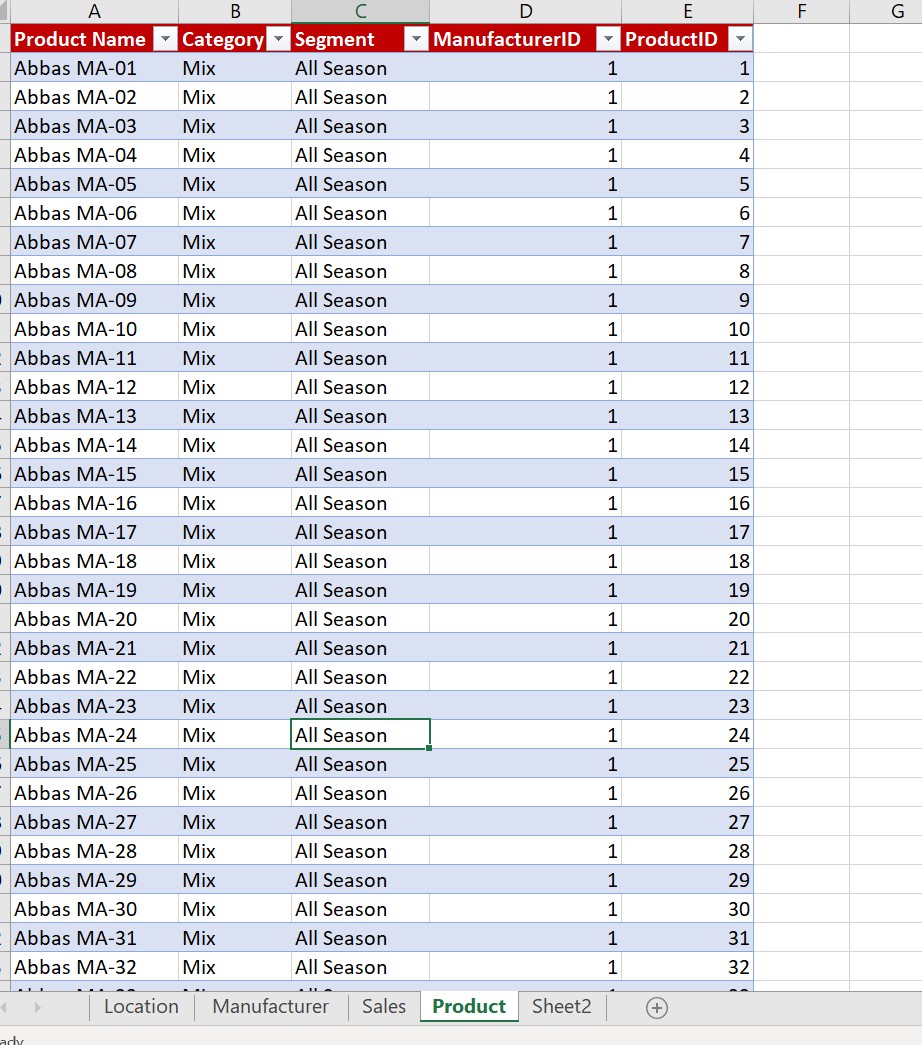 A B C D E F G
Product Name Category Segment ManufacturerID ProductID
Abbas MA-01 Mix All Season 1 1
Abbas MA-02 Mix All Season 1 2
Abbas MA-03 Mix All Season 1 3
Abbas MA-04 Mix All Season 1 4
Abbas MA-05 Mix All Season 1 5
Abbas MA-06 Mix All Season 1 6
Abbas MA-07 Mix All Season 1 7
Abbas MA-08 Mix All Season 1 8
Abbas MA-09 Mix All Season 1 9
Abbas MA-10 Mix All Season 1 10
Abbas MA-11 Mix All Season 1 11
Abbas MA-12 Mix All Season 1 12
Abbas MA-13 Mix All Season 1 13
Abbas MA-14 Mix All Season 1 14
Abbas MA-15 Mix All Season 1 15
Abbas MA-16 Mix All Season 1 16
Abbas MA-17 Mix All Season 1 17
Abbas MA-18 Mix All Season 1 18
Abbas MA-19 Mix All Season 1 19
Abbas MA-20 Mix All Season 1 20
Abbas MA-21 Mix All Season 1 21
Abbas MA-22 Mix All Season 1 22
Abbas MA-23 Mix All Season 1 23
Abbas MA-24 Mix All Season 1 24
Abbas MA-25 Mix All Season 1 25
Abbas MA-26 Mix All Season 1 26
Abbas MA-27 Mix All Season 1 27
Abbas MA-28 Mix All Season 1 28
Abbas MA-29 Mix All Season 1 29
Abbas MA-30 Mix All Season 1 30
Abbas MA-31 Mix All Season 1 31
Abbas MA-32 Mix All Season 1 32
Location Manufacturer Sales Product Sheet2